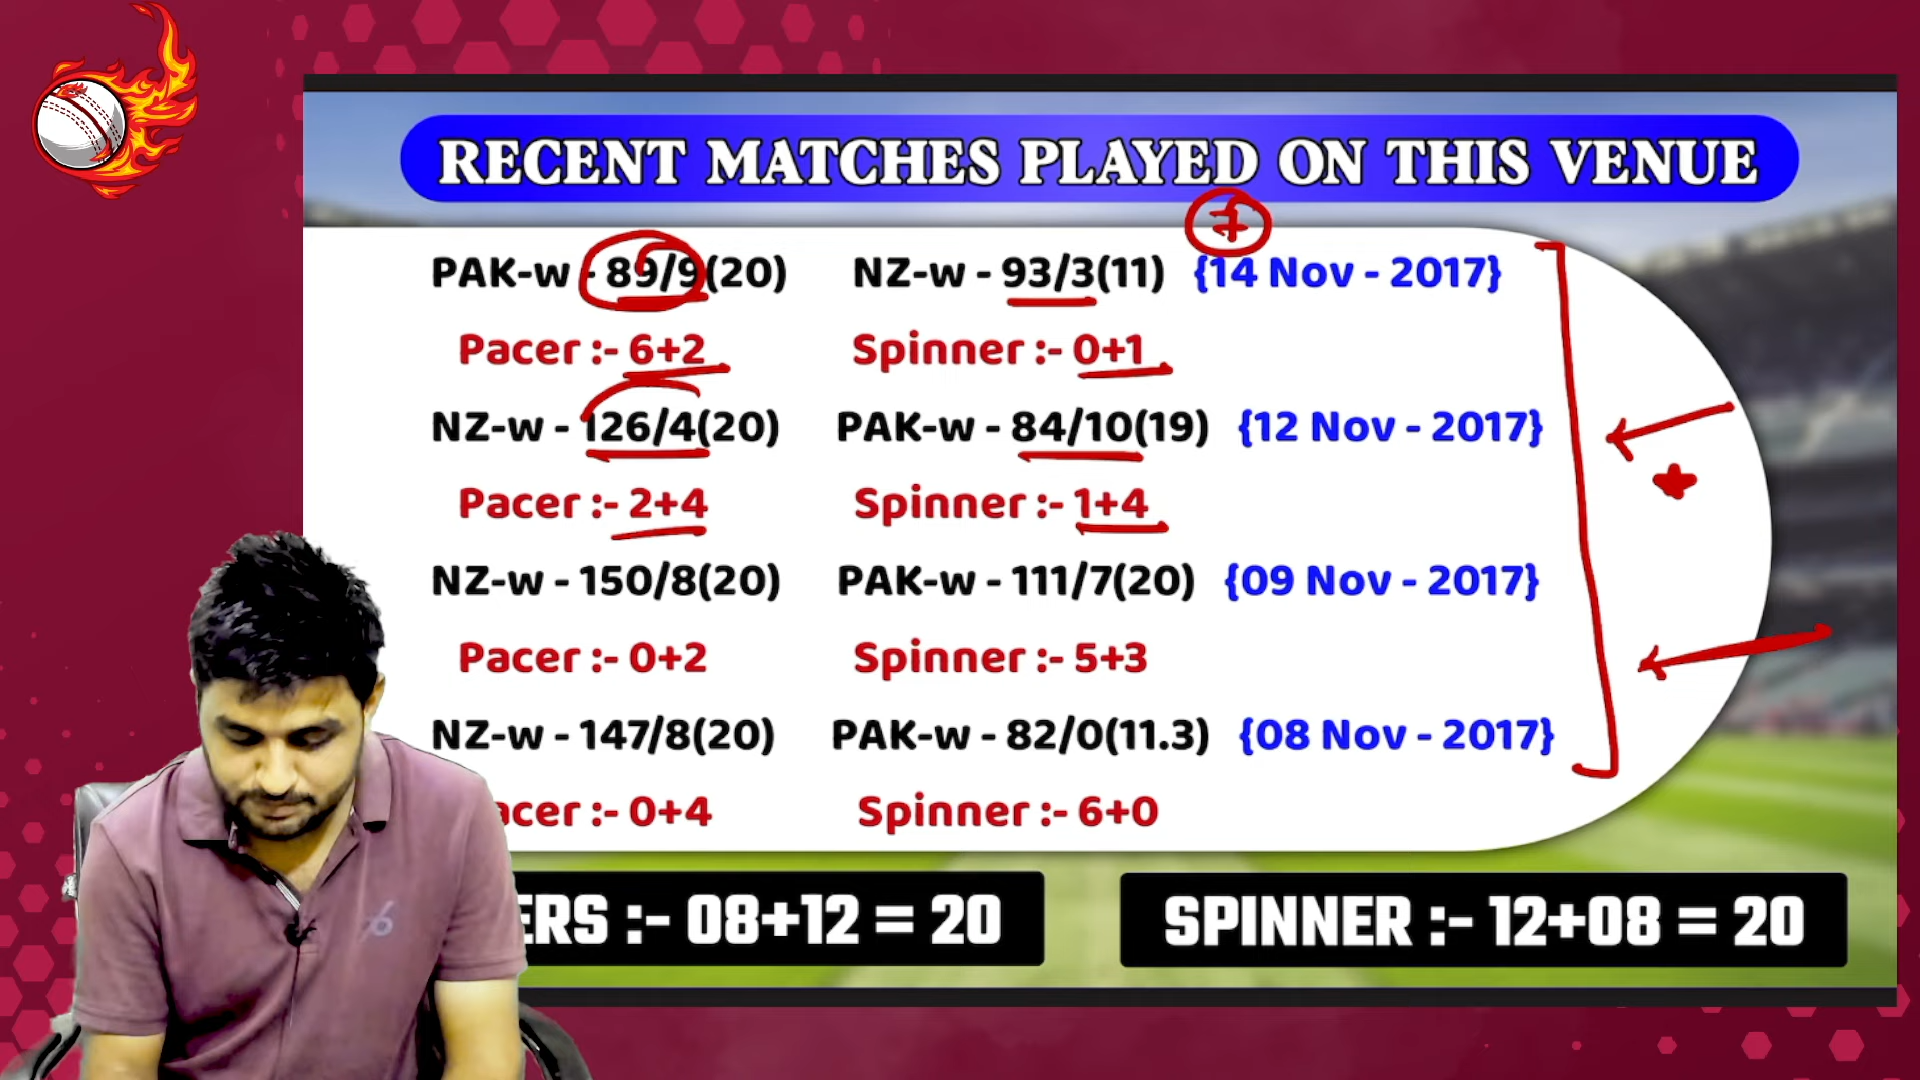 RECENT MATCHES PLAYED ON THIS VENUE
7
PAK-w - 89/9(20) NZ-w - 93/3(11) {14 Nov - 2017}
Pacer :- 6+2 Spinner :- 0+1
NZ-w - 126/4(20) PAK-w - 84/10(19) {12 Nov - 2017}
Pacer :- 2+4 Spinner :- 1+4
NZ-w - 150/8(20) PAK-w - 111/7(20) {09 Nov - 2017}
Pacer :- 0+2 Spinner :- 5+3
NZ-w - 147/8(20) PAK-w - 82/0(11.3) {08 Nov - 2017}
acer :- 0+4 Spinner :- 6+0
ERS :- 08+12 = 20 SPINNER :- 12+08 = 20